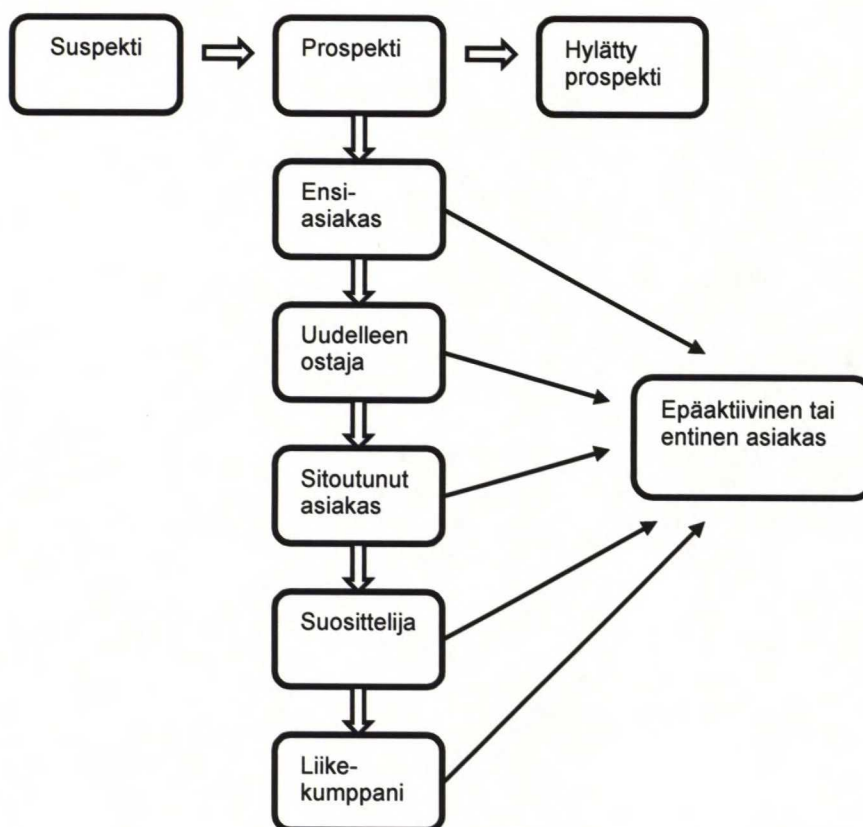 Suspekti
Prospekti
Hylätty
prospekti
Ensi-
asiakas
Uudelleen
ostaja
Sitoutunut
asiakas
Suosittelija
Liike-
kumppani
Epäaktiivinen tai
entinen asiakas